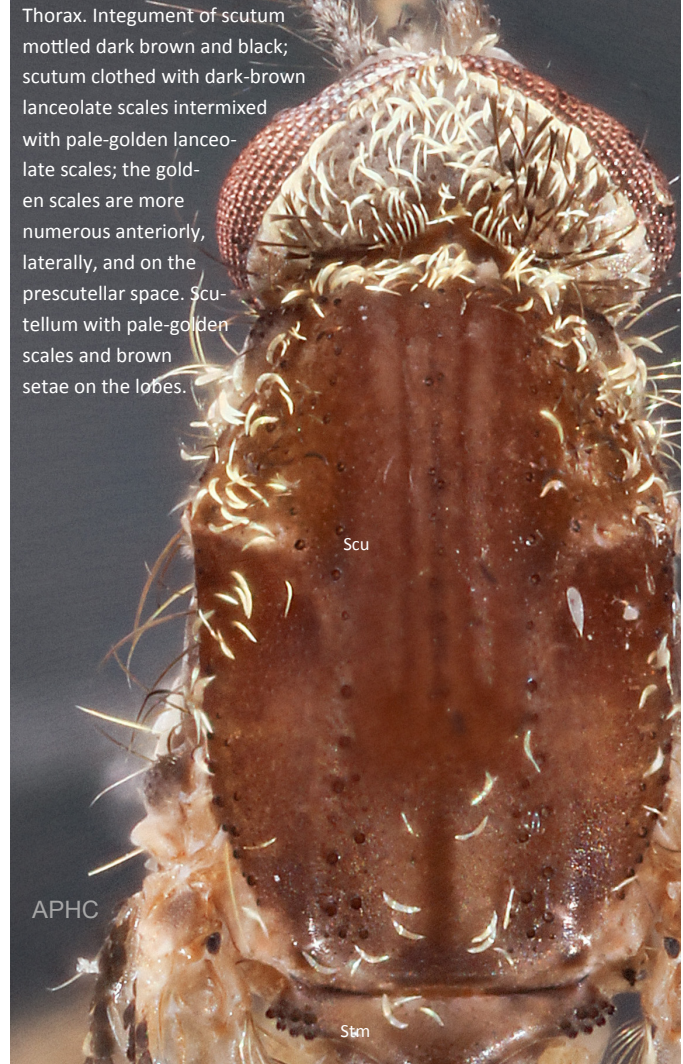 Thorax. Integument of scutum
mottled dark brown and black;
scutum clothed with dark-brown
lanceolate scales intermixed
with pale-golden lanceo-
late scales; the gold-
en scales are more
numerous anteriorly,
laterally, and on the
prescutellar space. Scu-
tellum with pale-golden
scales and brown
setae on the lobes.
Scu
APHC
Stm